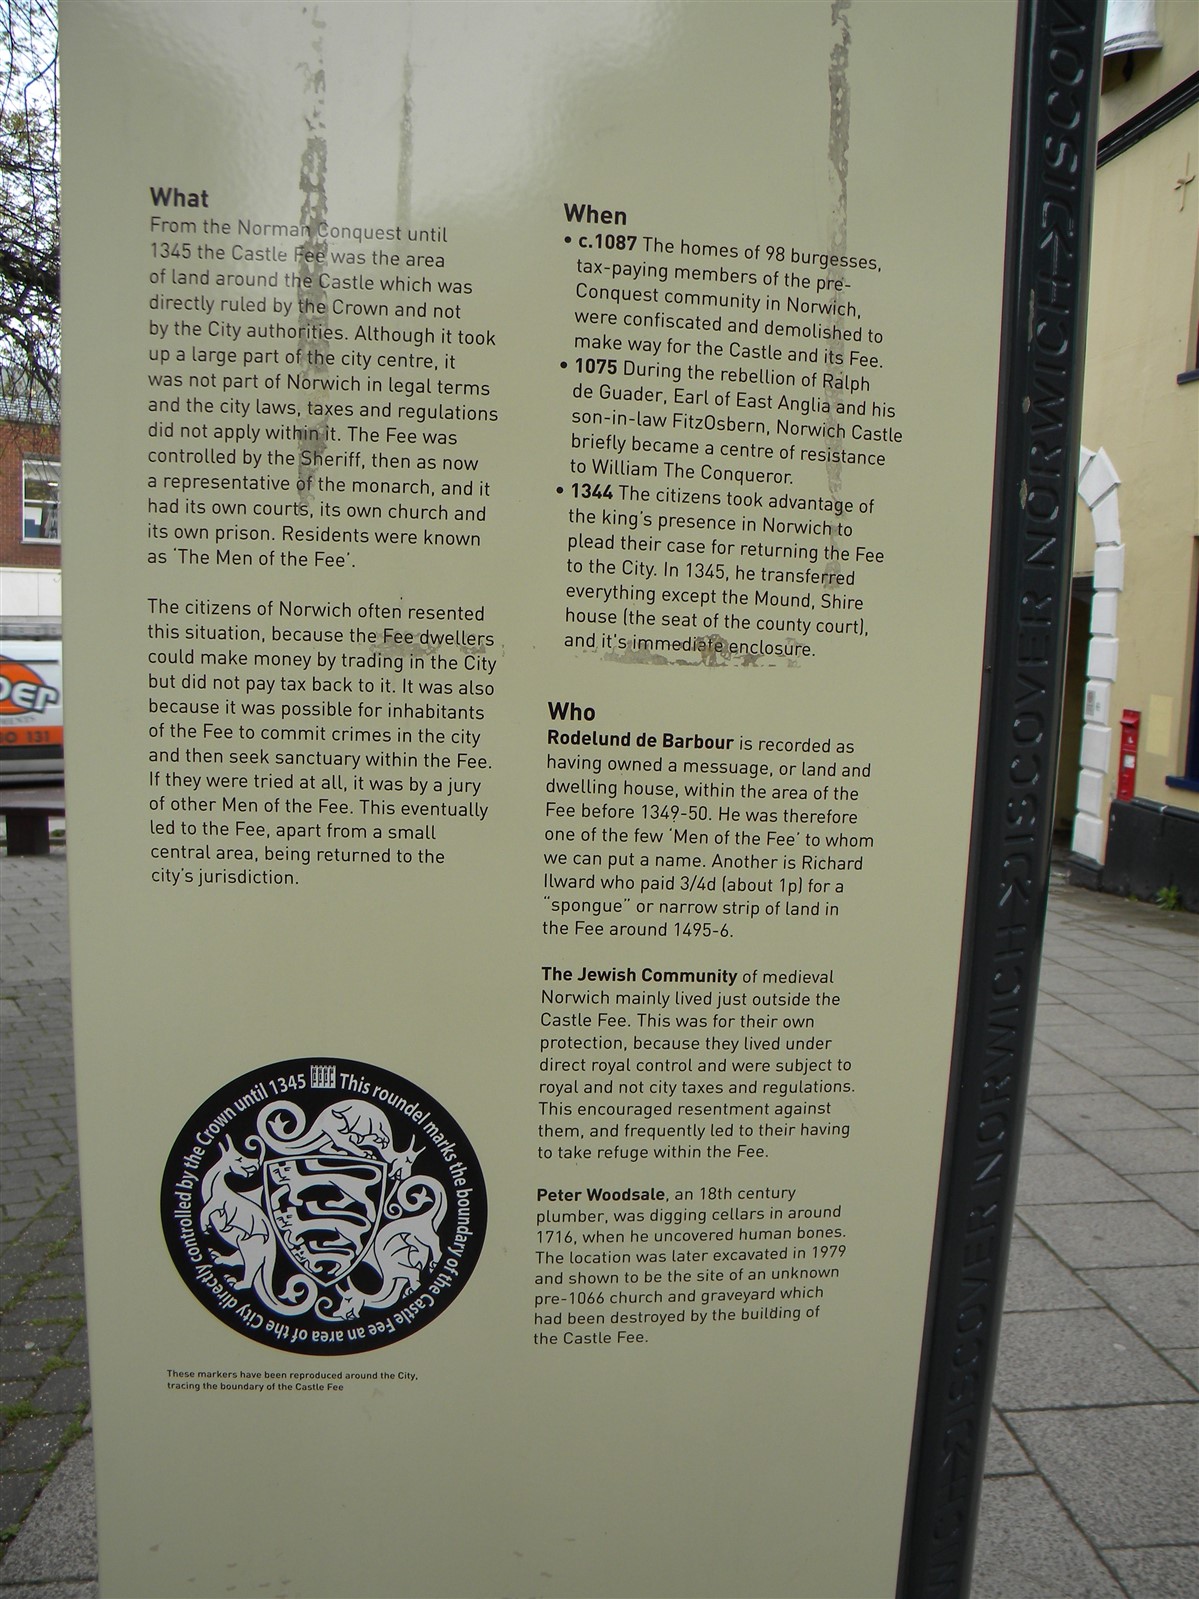 What
From the Norman Conquest until
1345 the Castle Fee was the area
of land around the Castle which was
directly ruled by the Crown and not
by the City authorities. Although it took
up a large part of the city centre, it
was not part of Norwich in legal terms
and the city laws, taxes and regulations
did not apply within it. The Fee was
controlled by the Sheriff, then as now
a representative of the monarch, and it
had its own courts, its own church and
its own prison. Residents were known
as ‘The Men of the Fee’.
The citizens of Norwich often resented
this situation, because the Fee dwellers
could make money by trading in the City
but did not pay tax back to it. It was also
because it was possible for inhabitants
of the Fee to commit crimes in the city
and then seek sanctuary within the Fee.
If they were tried at all, it was by a jury
of other Men of the Fee. This eventually
led to the Fee, apart from a small
central area, being returned to the
city’s jurisdiction.
This roundel marks the boundary of the Castle Fee an area of the City directly controlled by the Crown until 1345
These markers have been reproduced around the City,
tracing the boundary of the Castle Fee
When
• c.1087 The homes of 98 burgesses,
tax-paying members of the pre-
Conquest community in Norwich,
were confiscated and demolished to
make way for the Castle and its Fee.
• 1075 During the rebellion of Ralph
de Guader, Earl of East Anglia and his
son-in-law FitzOsbern, Norwich Castle
briefly became a centre of resistance
to William The Conqueror.
• 1344 The citizens took advantage of
the king’s presence in Norwich to
plead their case for returning the Fee
to the City. In 1345, he transferred
everything except the Mound, Shire
house (the seat of the county court),
and it’s immediate enclosure.
Who
Rodelund de Barbour is recorded as
having owned a messuage, or land and
dwelling house, within the area of the
Fee before 1349-50. He was therefore
one of the few ‘Men of the Fee’ to whom
we can put a name. Another is Richard
Ilward who paid 3/4d (about 1p) for a
“spongue” or narrow strip of land in
the Fee around 1495-6.
The Jewish Community of medieval
Norwich mainly lived just outside the
Castle Fee. This was for their own
protection, because they lived under
direct royal control and were subject to
royal and not city taxes and regulations.
This encouraged resentment against
them, and frequently led to their having
to take refuge within the Fee.
Peter Woodsale, an 18th century
plumber, was digging cellars in around
1716, when he uncovered human bones.
The location was later excavated in 1979
and shown to be the site of an unknown
pre-1066 church and graveyard which
had been destroyed by the building of
the Castle Fee.
DISCOVER NORWICH DISCOVER NORWICH DISCOV